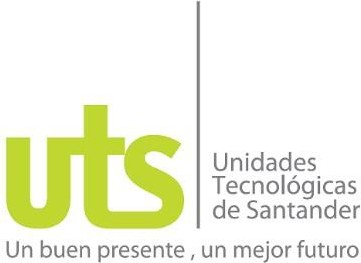 uts
Unidades
Tecnológicas
de Santander
Un buen presente , un mejor futuro